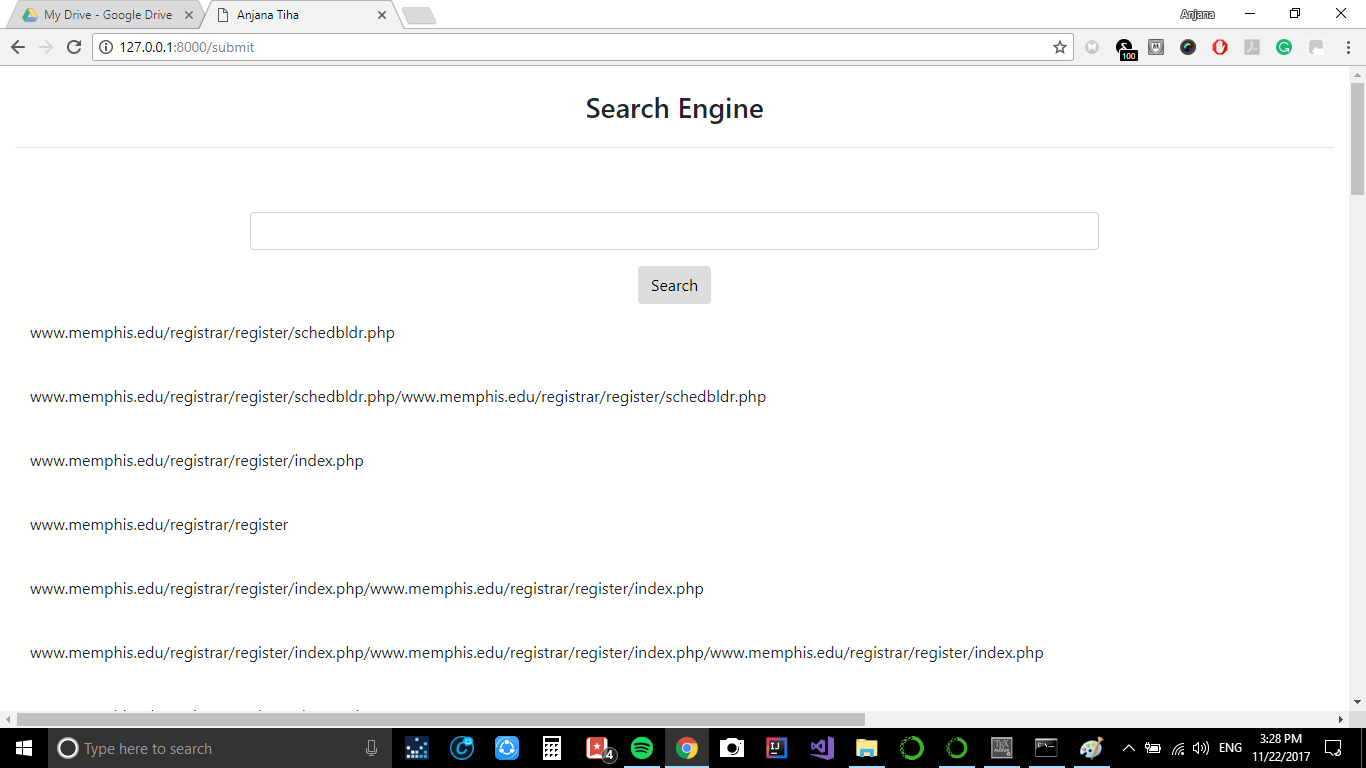 My Drive - Google Drive
Anjana Tiha
Anjana
127.0.0.1:8000/submit
100
Search Engine
Search
www.memphis.edu/registrar/register/schedbldr.php
www.memphis.edu/registrar/register/schedbldr.php/www.memphis.edu/registrar/register/schedbldr.php
www.memphis.edu/registrar/register/index.php
www.memphis.edu/registrar/register
www.memphis.edu/registrar/register/index.php/www.memphis.edu/registrar/register/index.php
www.memphis.edu/registrar/register/index.php/www.memphis.edu/registrar/register/index.php/www.memphis.edu/registrar/register/index.php
Type here to search
4
ENG
3:28 PM
11/22/2017